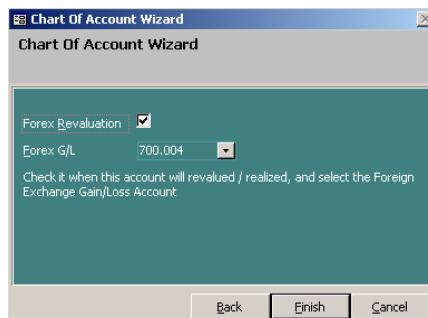 Chart Of Account Wizard
Chart Of Account Wizard
Forex Revaluation
Forex G/L 700.004
Check it when this account will revalued / realized, and select the Foreign
Exchange Gain/Loss Account
Back Finish Cancel